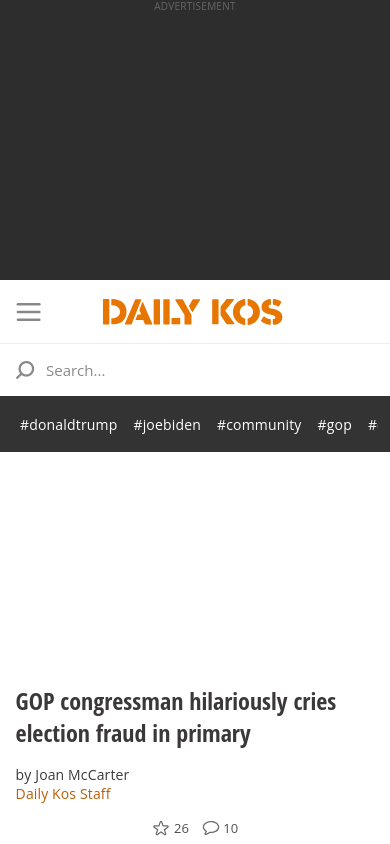 ADVERTISEMENT
DAILY KOS
Search...
#donaldtrump #joebiden #community #gop #
GOP congressman hilariously cries
election fraud in primary
by Joan McCarter
Daily Kos Staff
26 10